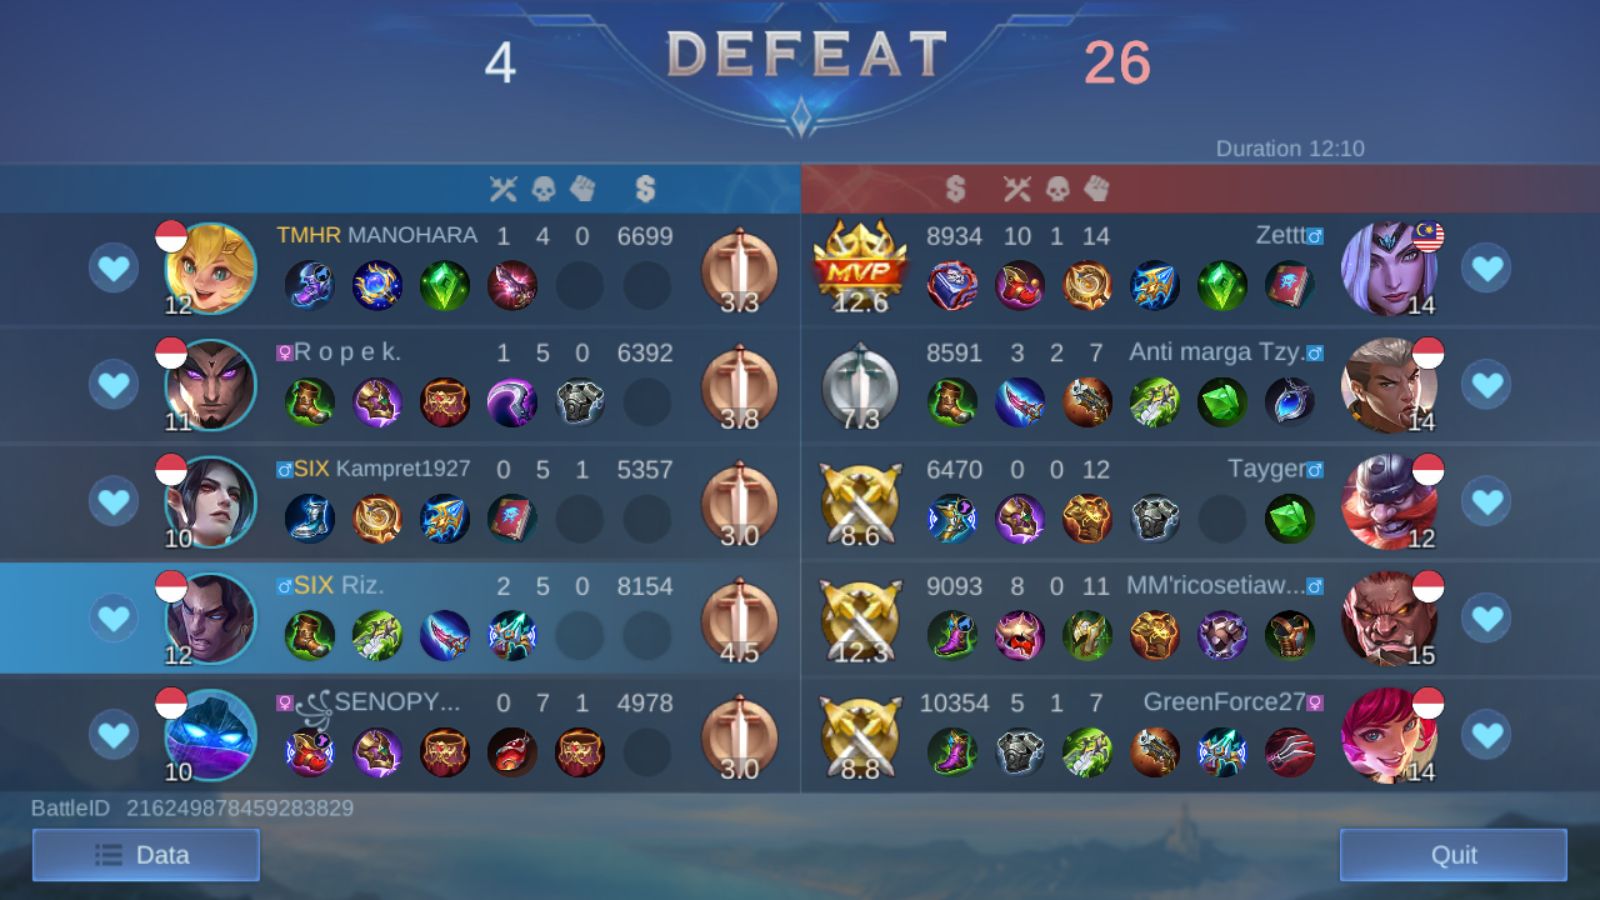 4 DEFEAT 26
Duration 12:10
TMHR MANOHARA 1 4 0 6699
12 3.3
MVP 8934 10 1 14 Zettt
12.6 14
R o p e k. 1 5 0 6392
11 3.8
8591 3 2 7 Anti marga Tzy.
7.3 14
SIX Kampret1927 0 5 1 5357
10 3.0
6470 0 0 12 Tayger
8.6 12
SIX Riz. 2 5 0 8154
12 4.5
9093 8 0 11 MM'ricosetiaw...
12.3 15
SENOPY... 0 7 1 4978
10 3.0
10354 5 1 7 GreenForce27
8.8 14
BattleID 216249878459283829
Data
Quit